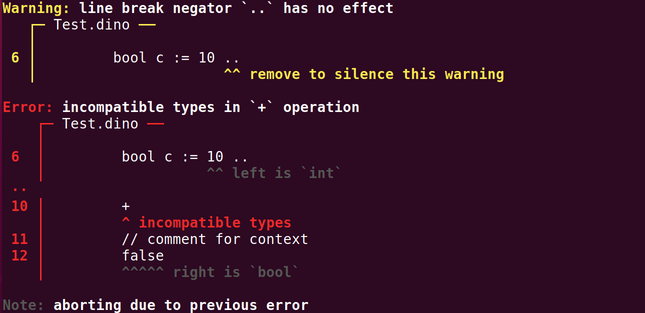 Warning: line break negator `..` has no effect
Test.dino
6 bool c := 10 ..
^^ remove to silence this warning
Error: incompatible types in `+` operation
Test.dino
6 bool c := 10 ..
^^ left is `int`
..
10 +
^ incompatible types
11 // comment for context
12 false
^^^^^ right is `bool`
Note: aborting due to previous error